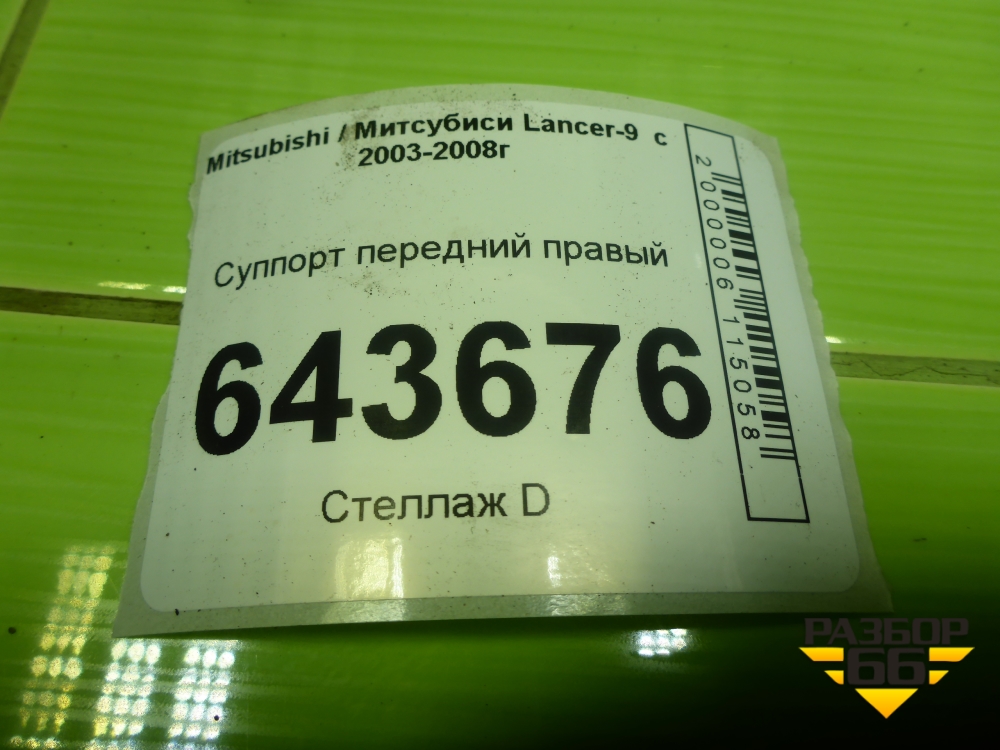 Mitsubishi / Митсубиси Lancer-9 с
2003-2008г
Суппорт передний правый
643676
Стеллаж D
2000006115058
РАЗБОР
66